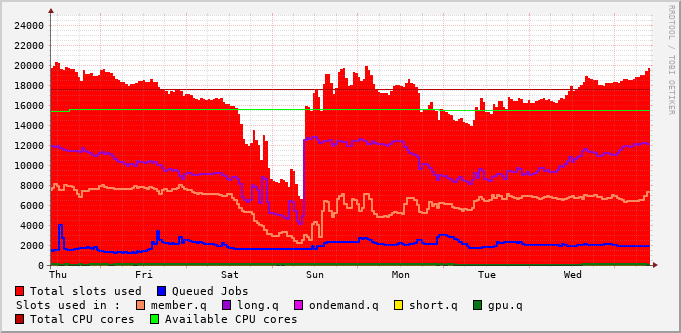 24000
22000
20000
18000
16000
14000
12000
10000
8000
6000
4000
2000
0
Thu Fri Sat Sun Mon Tue Wed
Total slots used Queued Jobs
Slots used in : member.q long.q ondemand.q short.q gpu.q
Total CPU cores Available CPU cores
RRDTOOL / TOBI OETIKER